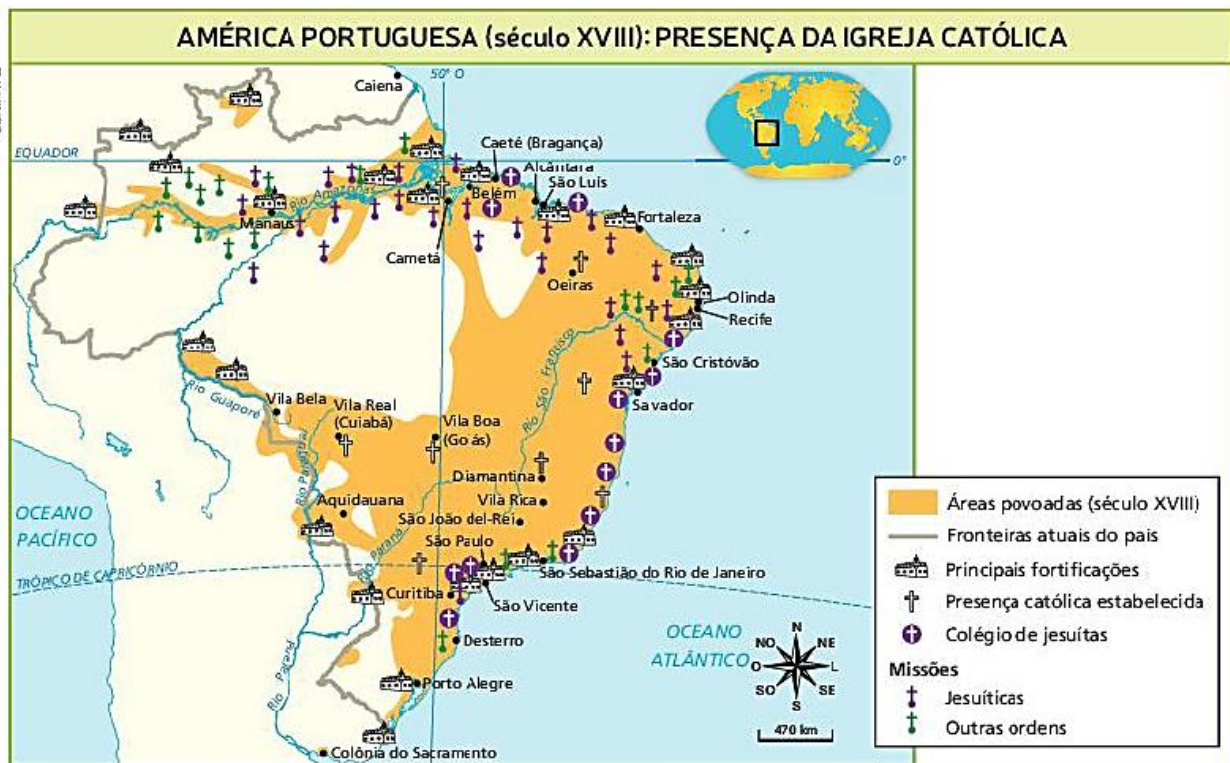 AMÉRICA PORTUGUESA (século XVIII): PRESENÇA DA IGREJA CATÓLICA
50° O
Caiena
EQUADOR
0°
Caeté (Bragança)
Alcântara
São Luís
Belém
Rio Amazonas
Manaus
Fortaleza
Cametá
Oeiras
Olinda
Recife
Rio São Francisco
São Cristóvão
Savador
Rio Guaporé
Vila Bela
Vila Real
(Cuiabá)
Vila Boa
(Goiás)
Rio Paraguai
Diamantina
Aquidauana
Vila Rica
São João del-Rei
Rio Paraná
São Paulo
OCEANO
PACÍFICO
TRÓPICO DE CAPRICÓRNIO
São Sebastião do Rio de Janeiro
Curitiba
São Vicente
Desterro
OCEANO
ATLÂNTICO
Rio Paraná
Porto Alegre
Colônia do Sacramento
N
NO
NE
O
L
SO
SE
S
470 km
Áreas povoadas (século XVIII)
Fronteiras atuais do país
Principais fortificações
Presença católica estabelecida
Colégio de jesuítas
Missões
Jesuíticas
Outras ordens